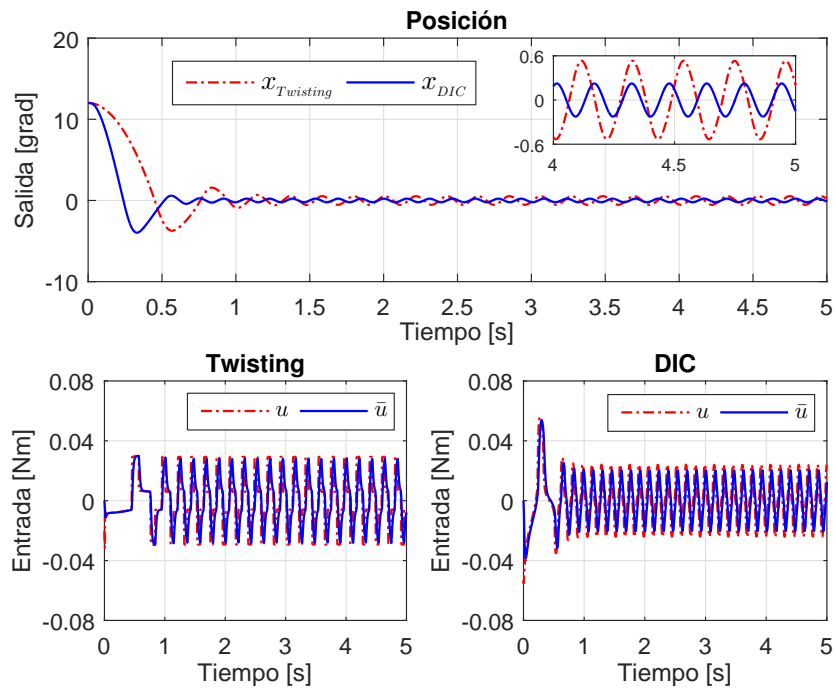 Posición
20
10
0
-10
Salida [grad]
x_Twisting x_DIC
0.6
0
-0.6
4 4.5 5
0 0.5 1 1.5 2 2.5 3 3.5 4 4.5 5
Tiempo [s]
Twisting
0.08
0.04
0
-0.04
-0.08
Entrada [Nm]
u ū
0 1 2 3 4 5
Tiempo [s]
DIC
0.08
0.04
0
-0.04
-0.08
Entrada [Nm]
u ū
0 1 2 3 4 5
Tiempo [s]